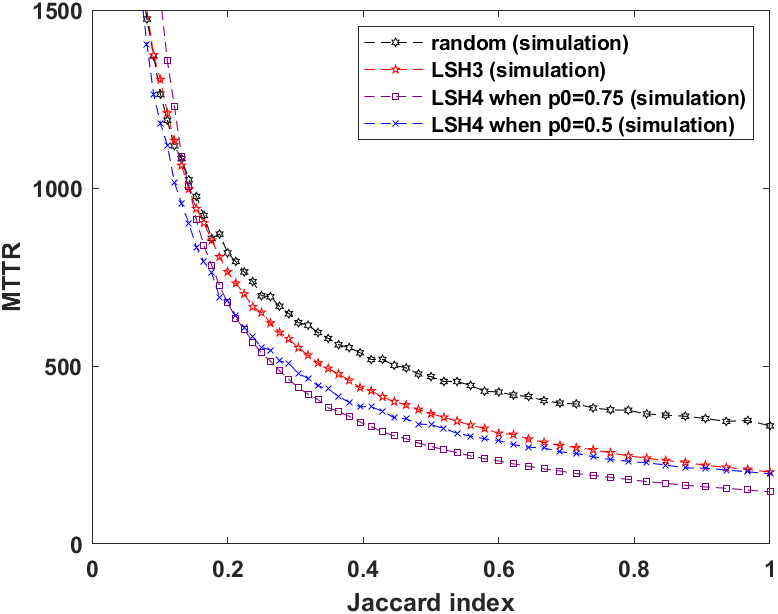 1500
1000
500
0
MTTR
random (simulation)
LSH3 (simulation)
LSH4 when p0=0.75 (simulation)
LSH4 when p0=0.5 (simulation)
0 0.2 0.4 0.6 0.8 1
Jaccard index